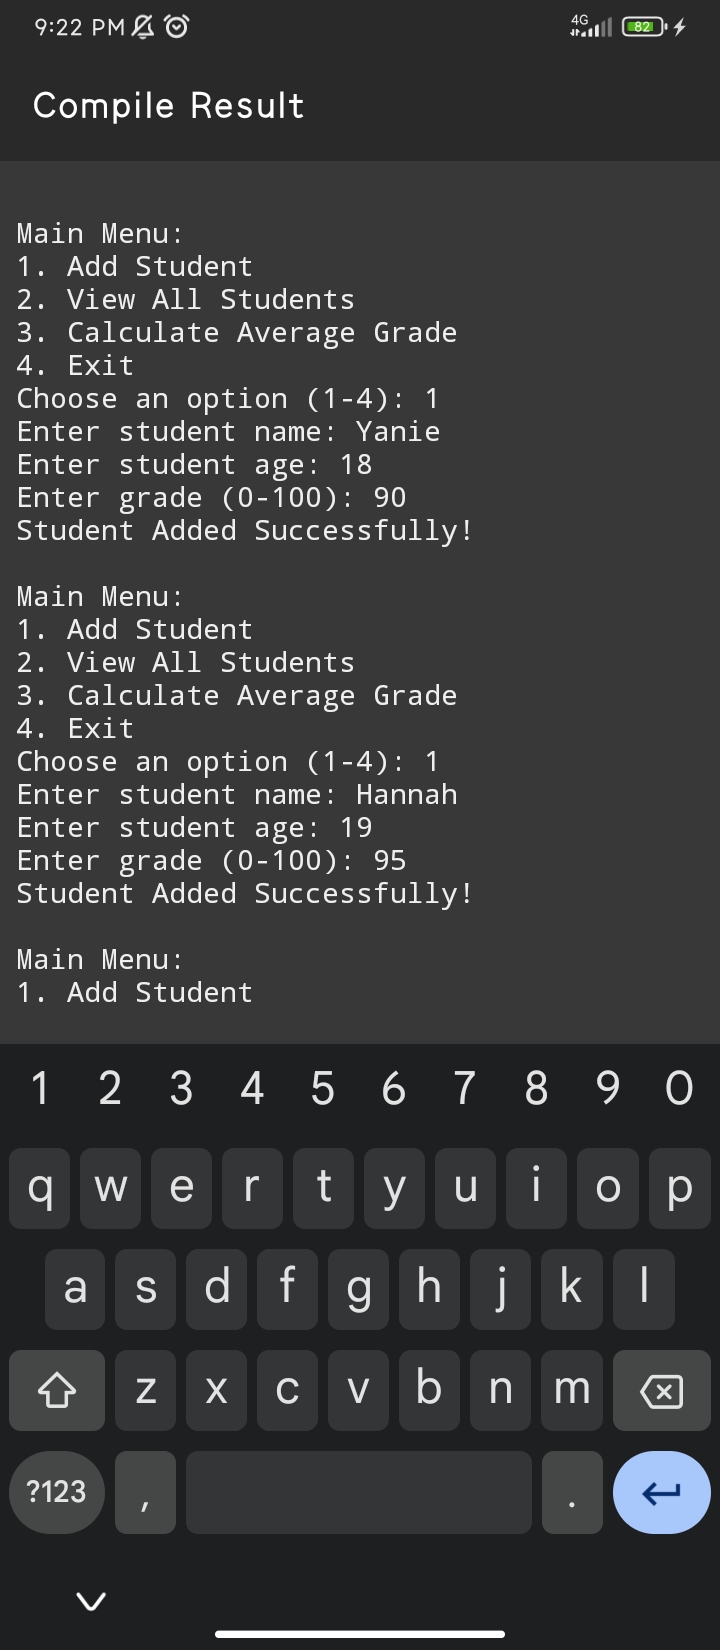 9:22 PM 4G 82
Compile Result
Main Menu:
1. Add Student
2. View All Students
3. Calculate Average Grade
4. Exit
Choose an option (1-4): 1
Enter student name: Yanie
Enter student age: 18
Enter grade (0-100): 90
Student Added Successfully!
Main Menu:
1. Add Student
2. View All Students
3. Calculate Average Grade
4. Exit
Choose an option (1-4): 1
Enter student name: Hannah
Enter student age: 19
Enter grade (0-100): 95
Student Added Successfully!
Main Menu:
1. Add Student
1 2 3 4 5 6 7 8 9 0
q w e r t y u i o p
a s d f g h j k l
z x c v b n m
?123 , .